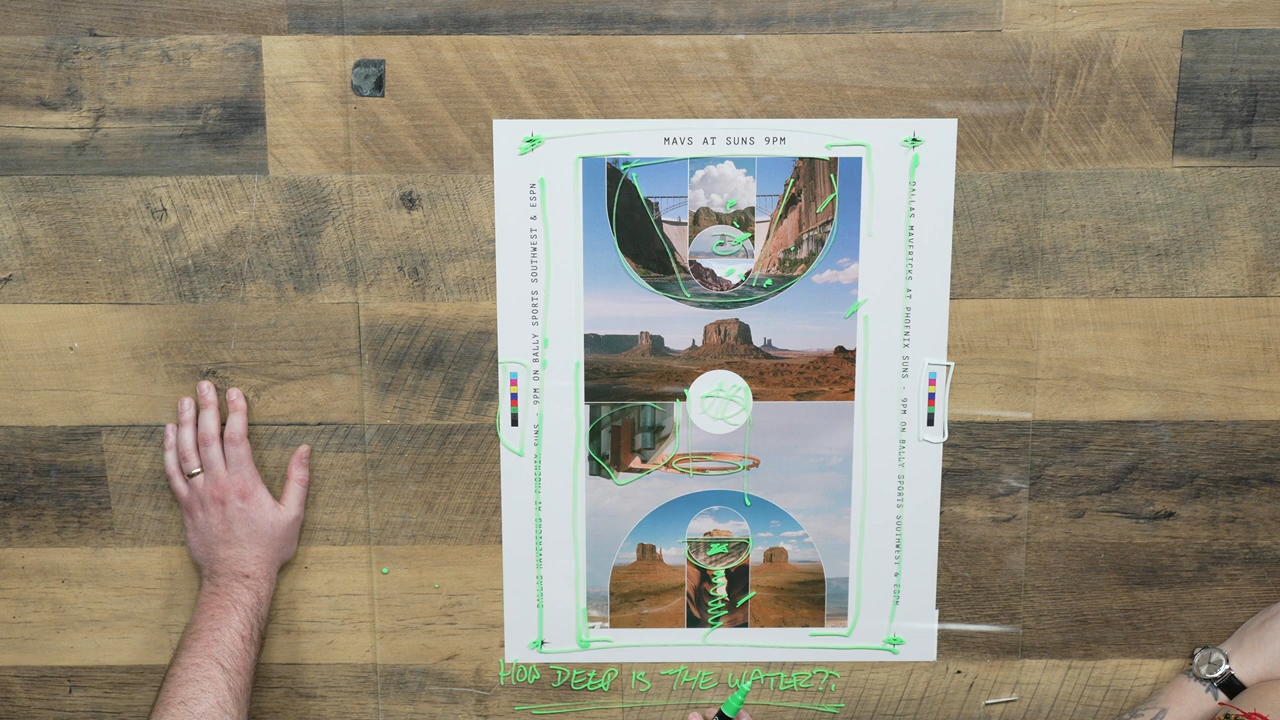 MAVS AT SUNS 9PM
DALLAS MAVERICKS AT PHOENIX SUNS - 9PM ON BALLY SPORTS SOUTHWEST & ESPN
DALLAS MAVERICKS AT PHOENIX SUNS - 9PM ON BALLY SPORTS SOUTHWEST & ESPN
HOW DEEP IS THE WATER?!